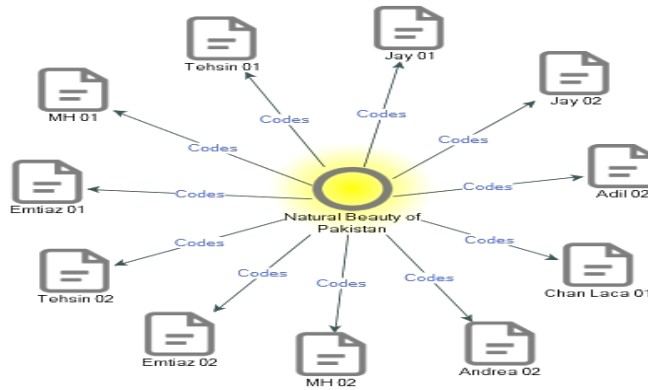 Tehsin 01
Jay 01
Jay 02
MH 01
Codes
Codes
Codes
Codes
Emtiaz 01
Codes
Codes
Adil 02
Natural Beauty of
Pakistan
Codes
Codes
Tehsin 02
Codes
Codes
Codes
Chan Laca 01
Emtiaz 02
MH 02
Andrea 02